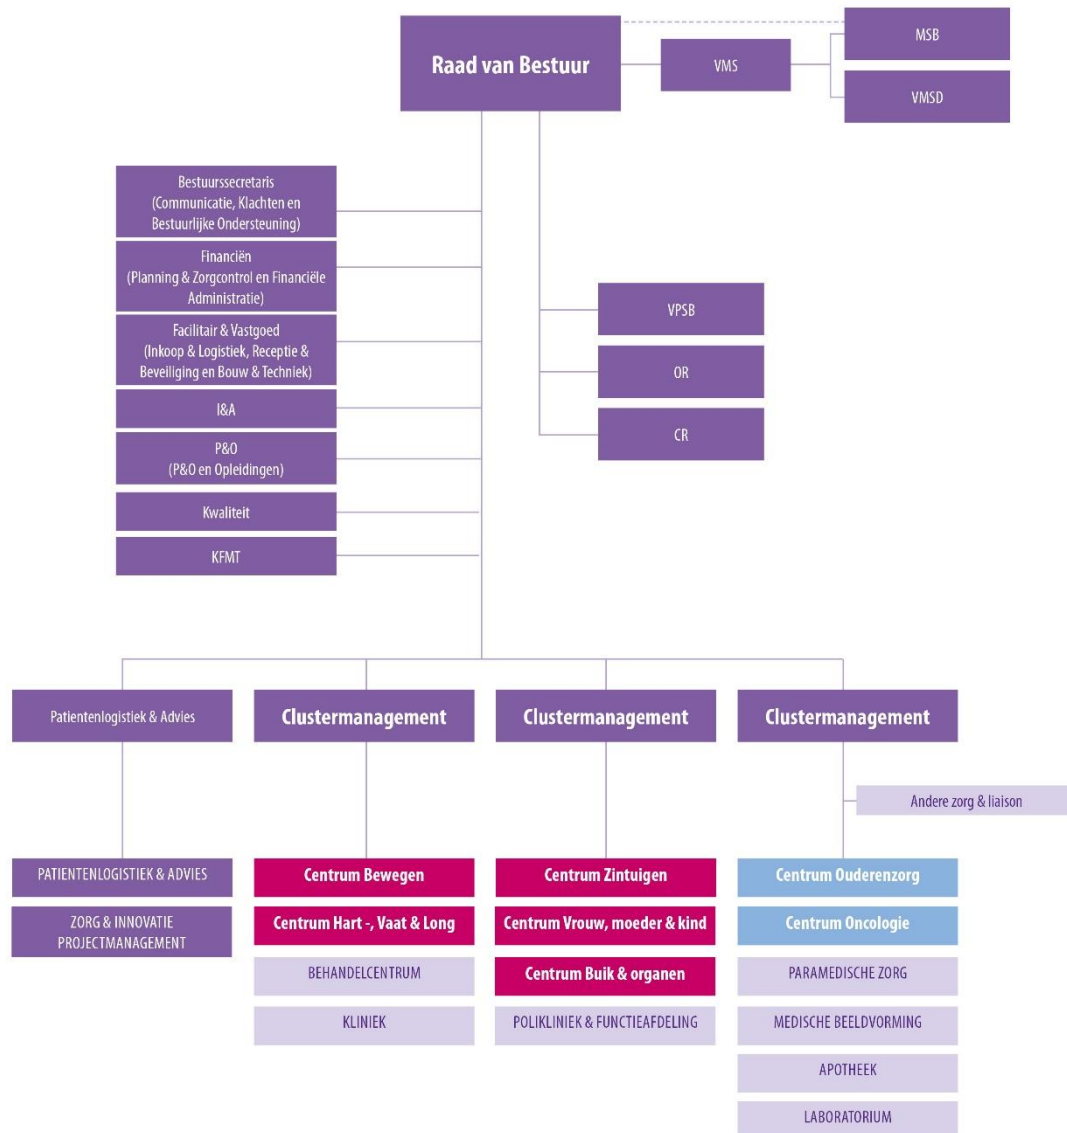 Raad van Bestuur
VMS
MSB
VMSD
Bestuurssecretaris
(Communicatie, Klachten en
Bestuurlijke Ondersteuning)
Financiën
(Planning & Zorgcontrol en Financiële
Administratie)
Facilitair & Vastgoed
(Inkoop & Logistiek, Receptie &
Beveiliging en Bouw & Techniek)
I&A
P&O
(P&O en Opleidingen)
Kwaliteit
KFMT
VPSB
OR
CR
Patientenlogistiek & Advies
Clustermanagement
Clustermanagement
Clustermanagement
Andere zorg & liaison
PATIENTENLOGISTIEK & ADVIES
ZORG & INNOVATIE
PROJECTMANAGEMENT
Centrum Bewegen
Centrum Hart -, Vaat & Long
BEHANDELCENTRUM
KLINIEK
Centrum Zintuigen
Centrum Vrouw, moeder & kind
Centrum Buik & organen
POLIKLINIEK & FUNCTIEAFDELING
Centrum Ouderenzorg
Centrum Oncologie
PARAMEDISCHE ZORG
MEDISCHE BEELDVORMING
APOTHEEK
LABORATORIUM